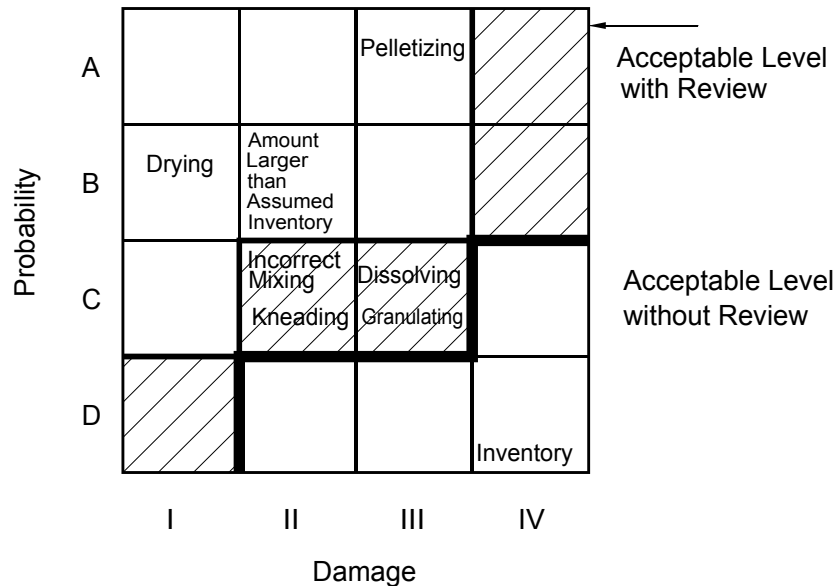 Pelletizing
Acceptable Level
with Review
A
Drying
Amount
Larger
than
Assumed
Inventory
B
Probability
Incorrect
Mixing
Kneading
Dissolving
Granulating
C
Acceptable Level
without Review
D
Inventory
I II III IV
Damage